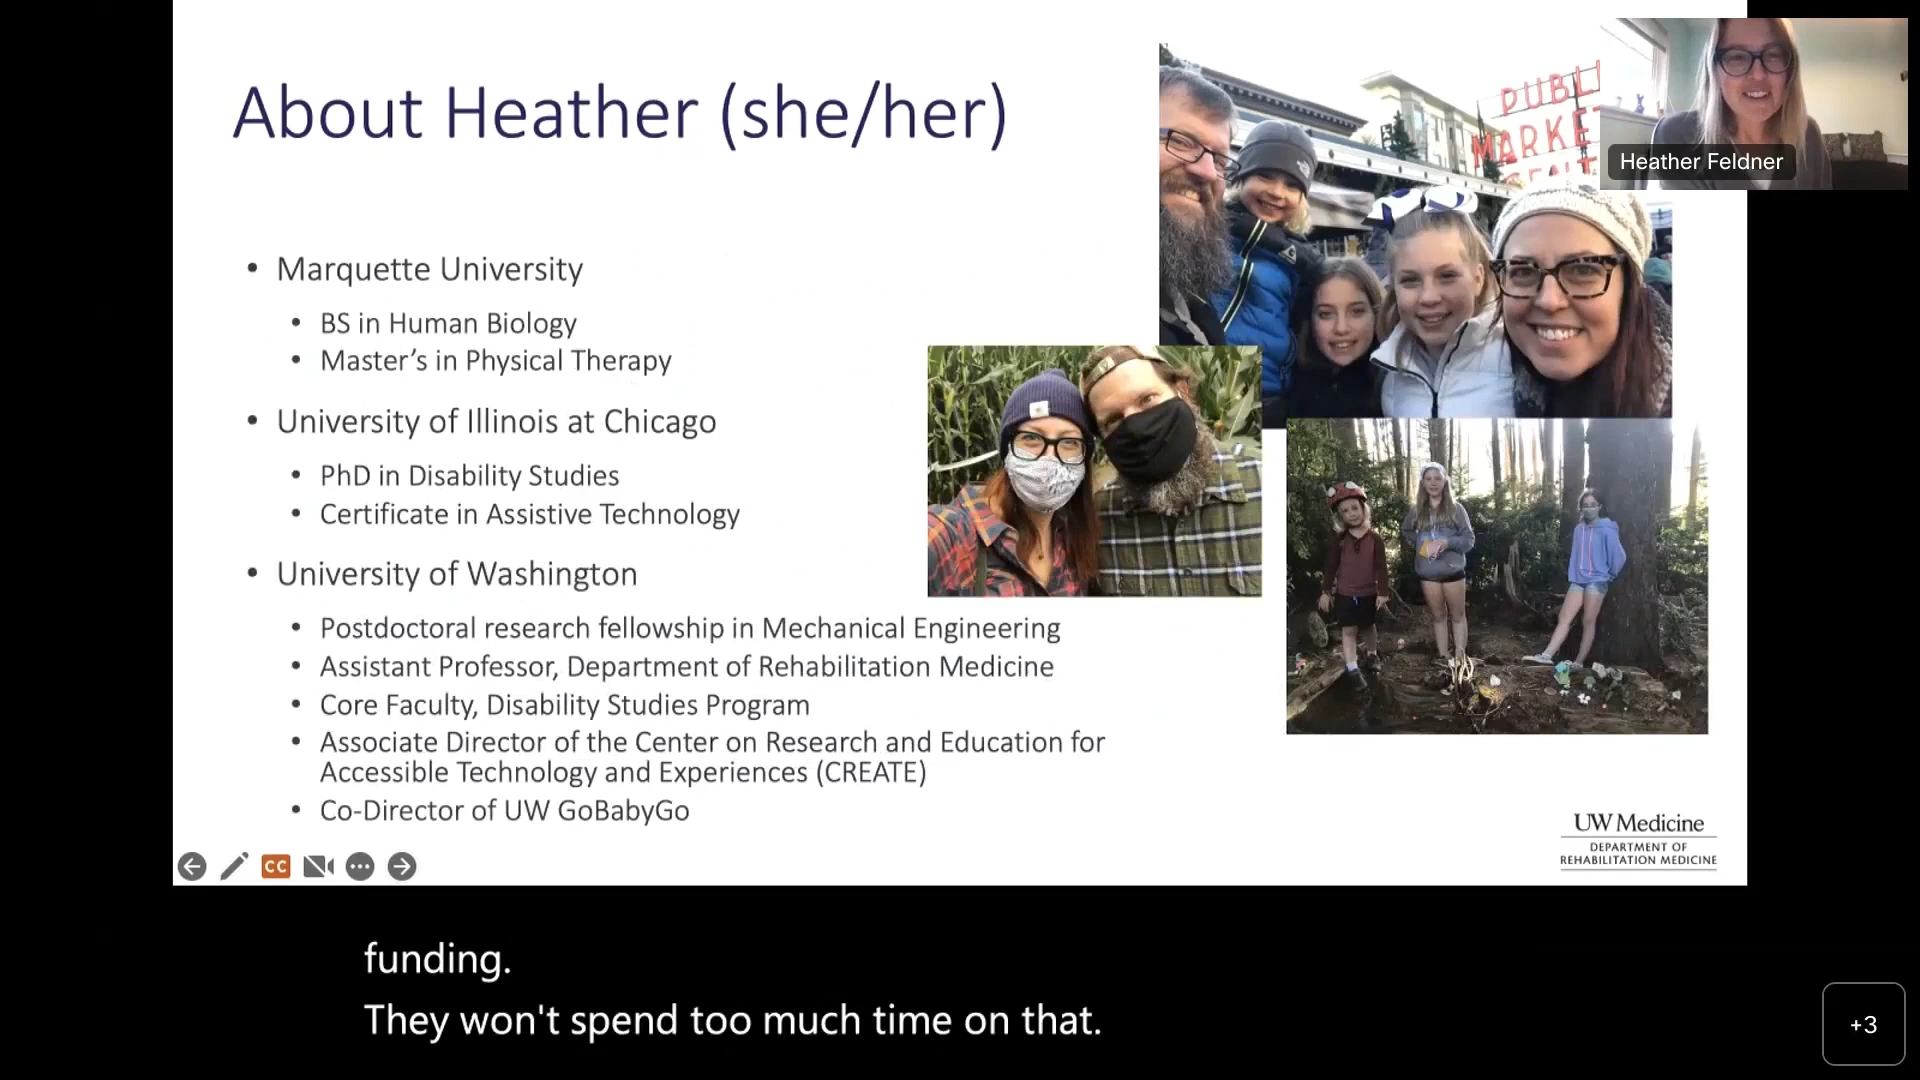 About Heather (she/her)
PUBLI
MARKE
Heather Feldner
• Marquette University
• BS in Human Biology
• Master's in Physical Therapy
• University of Illinois at Chicago
• PhD in Disability Studies
• Certificate in Assistive Technology
• University of Washington
• Postdoctoral research fellowship in Mechanical Engineering
• Assistant Professor, Department of Rehabilitation Medicine
• Core Faculty, Disability Studies Program
• Associate Director of the Center on Research and Education for
Accessible Technology and Experiences (CREATE)
• Co-Director of UW GoBabyGo
UW Medicine
DEPARTMENT OF
REHABILITATION MEDICINE
CC
funding.
They won't spend too much time on that.
+3